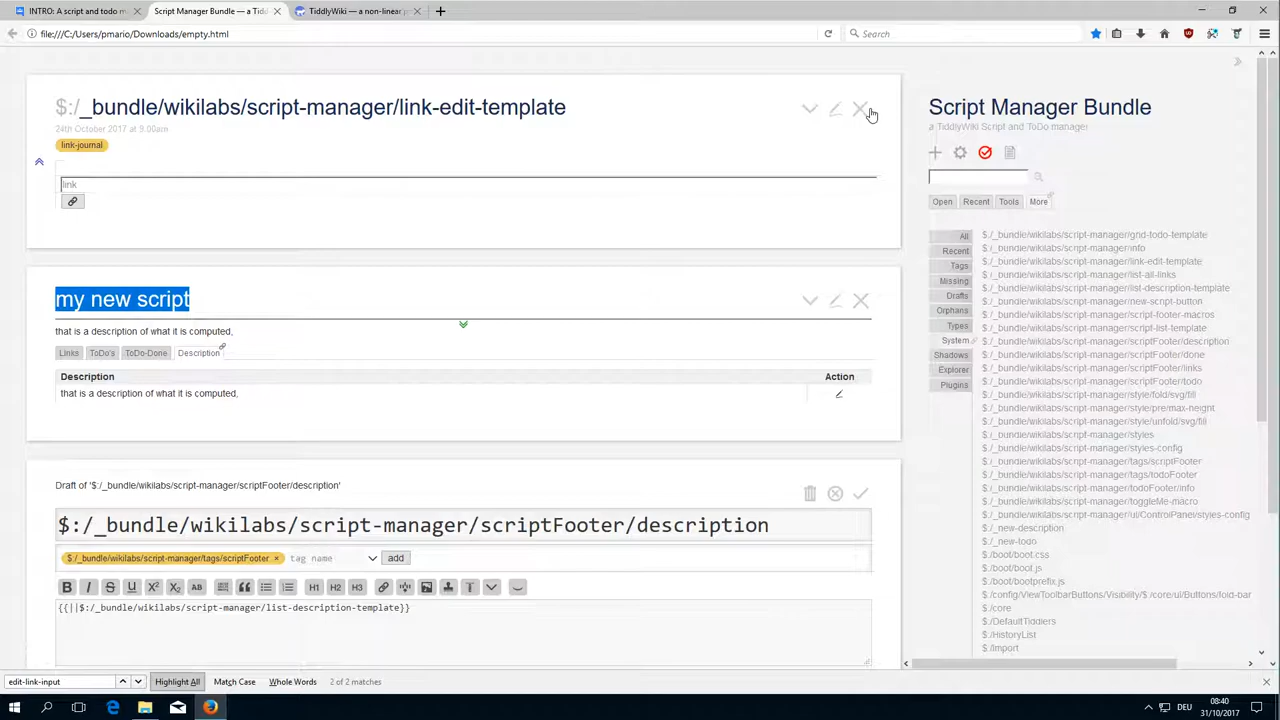 INTRO: A script and todo m
Script Manager Bundle — a Tidd
TiddlyWiki — a non-linear
file:///C:/Users/pmario/Downloads/empty.html
Search
$:/_bundle/wikilabs/script-manager/link-edit-template
24th October 2017 at 9:00am
link-journal
link
my new script
that is a description of what it is computed,
Links
ToDo's
ToDo-Done
Description
Description
Action
that is a description of what it is computed,
Draft of '$:/_bundle/wikilabs/script-manager/scriptFooter/description'
$:/_bundle/wikilabs/script-manager/scriptFooter/description
$:/_bundle/wikilabs/script-manager/tags/scriptFooter ×
tag name
add
B I S U X² X₂ AB
H1 H2 H3
{{||$:/_bundle/wikilabs/script-manager/list-description-template}}
Script Manager Bundle
a TiddlyWiki Script and ToDo manager
Open
Recent
Tools
More
All
Recent
Tags
Missing
Drafts
Orphans
Types
System
Shadows
Explorer
Plugins
$:/_bundle/wikilabs/script-manager/grid-todo-template
$:/_bundle/wikilabs/script-manager/info
$:/_bundle/wikilabs/script-manager/link-edit-template
$:/_bundle/wikilabs/script-manager/list-all-links
$:/_bundle/wikilabs/script-manager/list-description-template
$:/_bundle/wikilabs/script-manager/new-script-button
$:/_bundle/wikilabs/script-manager/script-footer-macros
$:/_bundle/wikilabs/script-manager/script-list-template
$:/_bundle/wikilabs/script-manager/scriptFooter/description
$:/_bundle/wikilabs/script-manager/scriptFooter/done
$:/_bundle/wikilabs/script-manager/scriptFooter/links
$:/_bundle/wikilabs/script-manager/scriptFooter/todo
$:/_bundle/wikilabs/script-manager/style/fold/svg/fill
$:/_bundle/wikilabs/script-manager/style/pre/max-height
$:/_bundle/wikilabs/script-manager/style/unfold/svg/fill
$:/_bundle/wikilabs/script-manager/styles
$:/_bundle/wikilabs/script-manager/styles-config
$:/_bundle/wikilabs/script-manager/tags/scriptFooter
$:/_bundle/wikilabs/script-manager/tags/todoFooter
$:/_bundle/wikilabs/script-manager/todoFooter/info
$:/_bundle/wikilabs/script-manager/toggleMe-macro
$:/_bundle/wikilabs/script-manager/ui/ControlPanel/styles-config
$:/_new-description
$:/_new-todo
$:/boot/boot.css
$:/boot/boot.js
$:/boot/bootprefix.js
$:/config/ViewToolbarButtons/Visibility/$:/core/ui/Buttons/fold-bar
$:/core
$:/DefaultTiddlers
$:/HistoryList
$:/Import
edit-link-input
Highlight All
Match Case
Whole Words
2 of 2 matches
DEU
08:40
31/10/2017